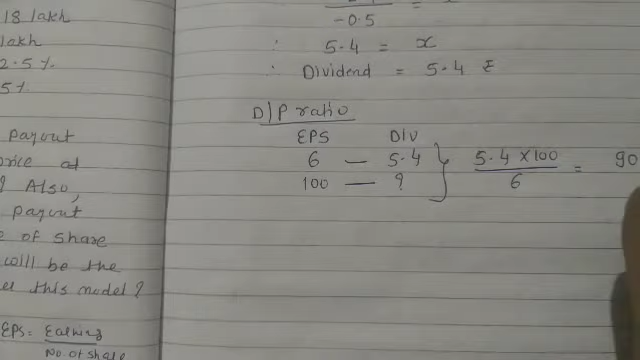 18 lakh
lakh
2.5%
5%
payout
price at
? Also,
payout
of share
will be the
this model?
EPS = Earning
No. of share
-0.5
∴ 5.4 = x
∴ Dividend = 5.4 ₹
D/P ratio
EPS DIV
6 — 5.4 } 5.4 × 100 = 90
100 — ? 6